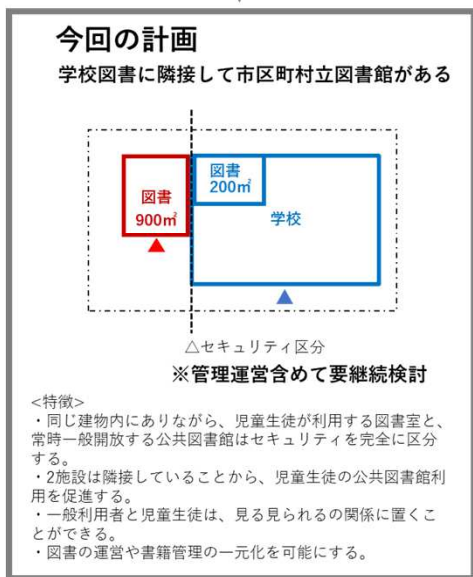 今回の計画
学校図書に隣接して市区町村立図書館がある
図書
900㎡
図書
200㎡
学校
△セキュリティ区分
※管理運営含めて要継続検討
<特徴>
・同じ建物内にありながら、児童生徒が利用する図書室と、
常時一般開放する公共図書館はセキュリティを完全に区分
する。
・2施設は隣接していることから、児童生徒の公共図書館利
用を促進する。
・一般利用者と児童生徒は、見る見られるの関係に置くこ
とができる。
・図書の運営や書籍管理の一元化を可能にする。